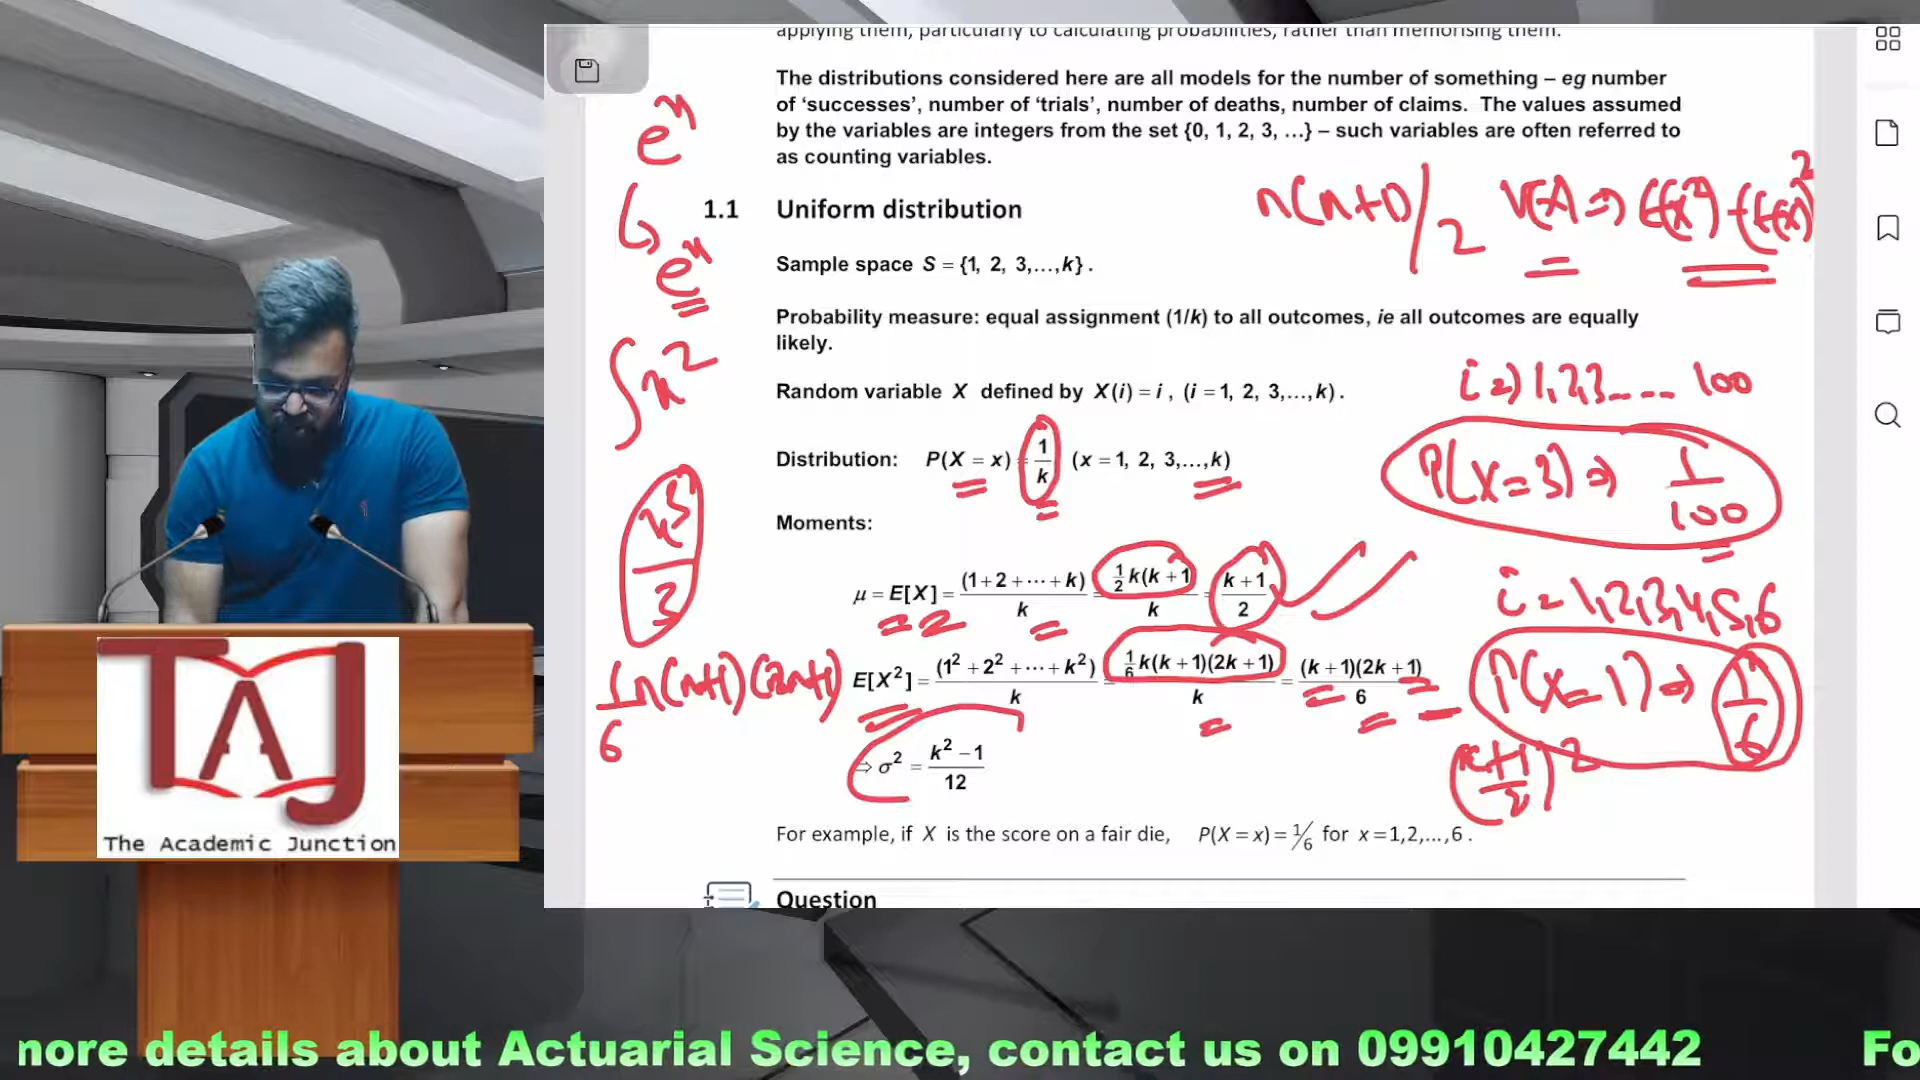 applying them, particularly to calculating probabilities, rather than memorising them.
The distributions considered here are all models for the number of something – eg number
of ‘successes’, number of ‘trials’, number of deaths, number of claims. The values assumed
by the variables are integers from the set {0, 1, 2, 3, …} – such variables are often referred to
as counting variables.
e^x
n(n+1)/2
V(X) ⇒ E(X²) - (E(X))²
1.1 Uniform distribution
e^x
Sample space S = {1, 2, 3,…,k} .
Probability measure: equal assignment (1/k) to all outcomes, ie all outcomes are equally
likely.
∫x²
i ⇒ 1,2,3.... 100
Random variable X defined by X(i) = i , (i = 1, 2, 3,…,k) .
Distribution: P(X = x) = 1/k (x = 1, 2, 3,…,k)
P(X=3) ⇒ 1/100
x³/3
Moments:
μ = E[X] = (1+2+⋯+k)/k = ½k(k+1)/k = (k+1)/2
i = 1,2,3,4,5,6
1/6 n(n+1)(2n+1)
E[X²] = (1² + 2² + ⋯ + k²)/k = 1/6 k(k+1)(2k+1)/k = (k+1)(2k+1)/6
P(X=1) ⇒ 1/6
⇒ σ² = (k² − 1)/12
(k+1/2)²
For example, if X is the score on a fair die, P(X = x) = 1/6 for x = 1,2,…,6 .
Question
TAJ
The Academic Junction
more details about Actuarial Science, contact us on 09910427442 Fo